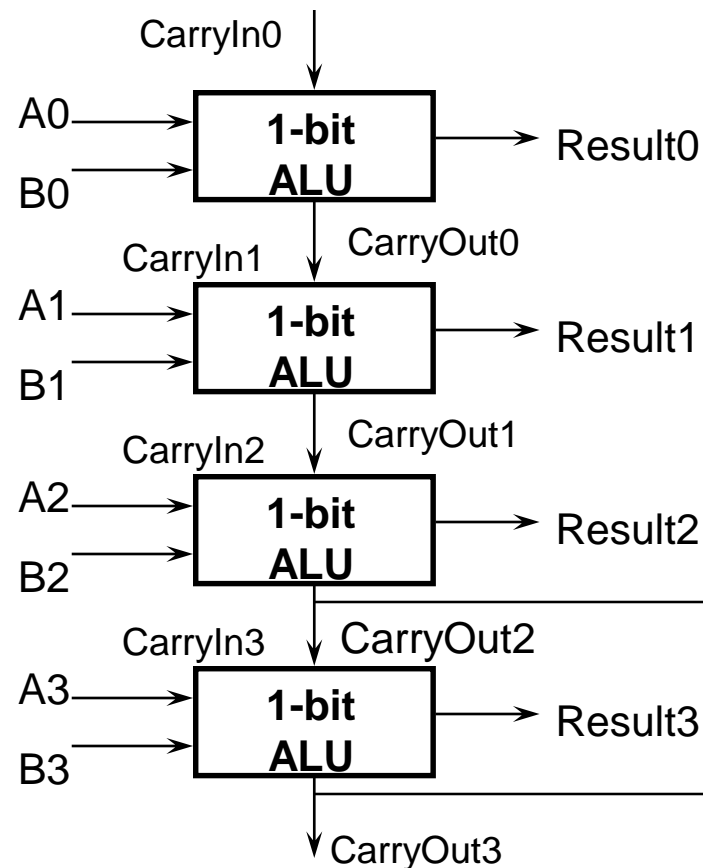 CarryIn0
A0
1-bit
ALU
Result0
B0
CarryIn1
CarryOut0
A1
1-bit
ALU
Result1
B1
CarryIn2
CarryOut1
A2
1-bit
ALU
Result2
B2
CarryIn3
CarryOut2
A3
1-bit
ALU
Result3
B3
CarryOut3